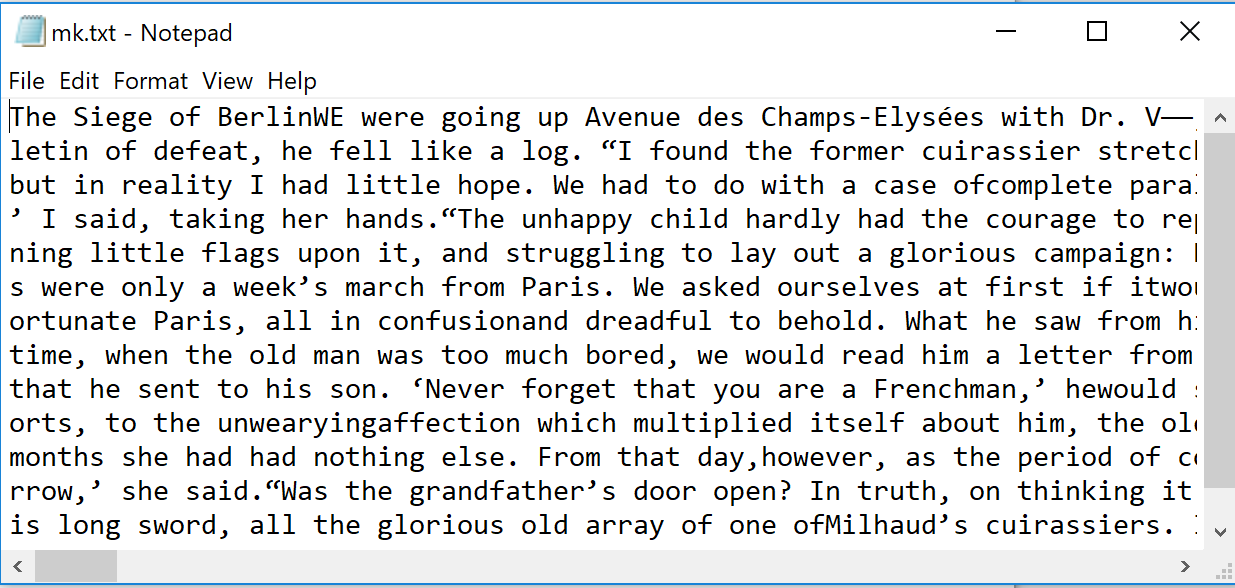 mk.txt - Notepad
File Edit Format View Help
The Siege of BerlinWE were going up Avenue des Champs-Elysées with Dr. V——
letin of defeat, he fell like a log. “I found the former cuirassier
but in reality I had little hope. We had to do with a case ofcomplete
’ I said, taking her hands.“The unhappy child hardly had the courage to
ning little flags upon it, and struggling to lay out a glorious campaign:
s were only a week’s march from Paris. We asked ourselves at first if
ortunate Paris, all in confusionand dreadful to behold. What he saw from
time, when the old man was too much bored, we would read him a letter from
that he sent to his son. ‘Never forget that you are a Frenchman,’ hewould
orts, to the unwearyingaffection which multiplied itself about him, the
months she had had nothing else. From that day,however, as the period of
rrow,’ she said.“Was the grandfather’s door open? In truth, on thinking it
is long sword, all the glorious old array of one ofMilhaud’s cuirassiers.